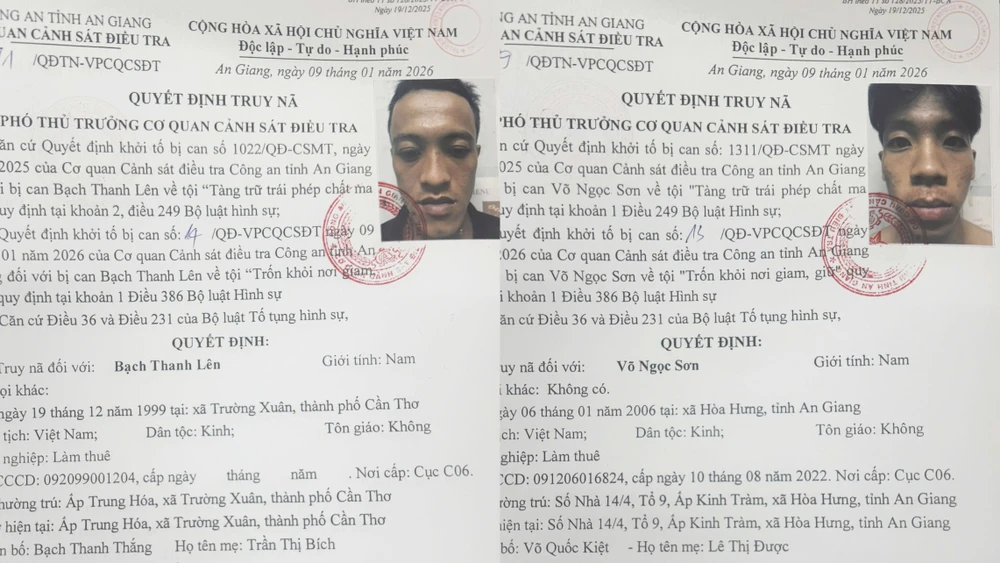 Ngày 19/12/2025
NG AN TỈNH AN GIANG
QUAN CẢNH SÁT ĐIỀU TRA
/QĐTN-VPCQCSĐT
CỘNG HÒA XÃ HỘI CHỦ NGHĨA VIỆT NAM
Độc lập - Tự do - Hạnh phúc
An Giang, ngày 09 tháng 01 năm 2026
QUYẾT ĐỊNH TRUY NÃ
PHÓ THỦ TRƯỞNG CƠ QUAN CẢNH SÁT ĐIỀU TRA
ăn cứ Quyết định khởi tố bị can số 1022/QĐ-CSMT, ngày
2025 của Cơ quan Cảnh sát điều tra Công an tỉnh An Giang
i bị can Bạch Thanh Lên về tội “Tàng trữ trái phép chất ma
uy định tại khoản 2, điều 249 Bộ luật hình sự;
Quyết định khởi tố bị can số: 14 /QĐ-VPCQCSĐT ngày 09
01 năm 2026 của Cơ quan Cảnh sát điều tra Công an tỉnh An
g đối với bị can Bạch Thanh Lên về tội “Trốn khỏi nơi giam,
quy định tại khoản 1 Điều 386 Bộ luật Hình sự
Căn cứ Điều 36 và Điều 231 của Bộ luật Tố tụng hình sự,
QUYẾT ĐỊNH:
Truy nã đối với: Bạch Thanh Lên Giới tính: Nam
ọi khác:
ngày 19 tháng 12 năm 1999 tại: xã Trường Xuân, thành phố Cần Thơ
tịch: Việt Nam; Dân tộc: Kinh; Tôn giáo: Không
nghiệp: Làm thuê
CCCD: 092099001204, cấp ngày tháng năm . Nơi cấp: Cục C06.
hường trú: Ấp Trung Hóa, xã Trường Xuân, thành phố Cần Thơ
hiện tại: Ấp Trung Hóa, xã Trường Xuân, thành phố Cần Thơ
n bố: Bạch Thanh Thắng Họ tên mẹ: Trần Thị Bích
Ngày 19/12/2025
NG AN TỈNH AN GIANG
UAN CẢNH SÁT ĐIỀU TRA
/QĐTN-VPCQCSĐT
CỘNG HÒA XÃ HỘI CHỦ NGHĨA VIỆT NAM
Độc lập - Tự do - Hạnh phúc
An Giang, ngày 09 tháng 01 năm 2026
QUYẾT ĐỊNH TRUY NÃ
PHÓ THỦ TRƯỞNG CƠ QUAN CẢNH SÁT ĐIỀU TRA
n cứ Quyết định khởi tố bị can số: 1311/QĐ-CSMT, ngày
025 của Cơ quan Cảnh sát điều tra Công an tỉnh An Giang
bị can Võ Ngọc Sơn về tội "Tàng trữ trái phép chất ma
uy định tại khoản 1 Điều 249 Bộ luật hình sự;
uyết định khởi tố bị can số: 15 /QĐ-VPCQCSĐT ngày
026 của Cơ quan Cảnh sát điều tra Công an tỉnh An Giang
bị can Võ Ngọc Sơn về tội "Trốn khỏi nơi giam, giữ" quy
i khoản 1 Điều 386 Bộ luật Hình sự
ăn cứ Điều 36 và Điều 231 của Bộ luật Tố tụng hình sự,
QUYẾT ĐỊNH:
uy nã đối với: Võ Ngọc Sơn Giới tính: Nam
i khác: Không có.
gày 06 tháng 01 năm 2006 tại: xã Hòa Hưng, tỉnh An Giang
ch: Việt Nam; Dân tộc: Kinh; Tôn giáo: Không
nghiệp: Làm thuê
CD: 091206016824, cấp ngày 10 tháng 08 năm 2022. Nơi cấp: Cục C06.
ờng trú: Số Nhà 14/4, Tổ 9, Ấp Kinh Tràm, xã Hòa Hưng, tỉnh An Giang
iện tại: Số Nhà 14/4, Tổ 9, Ấp Kinh Tràm, xã Hòa Hưng, tỉnh An Giang
bố: Võ Quốc Kiệt - Họ tên mẹ: Lê Thị Được